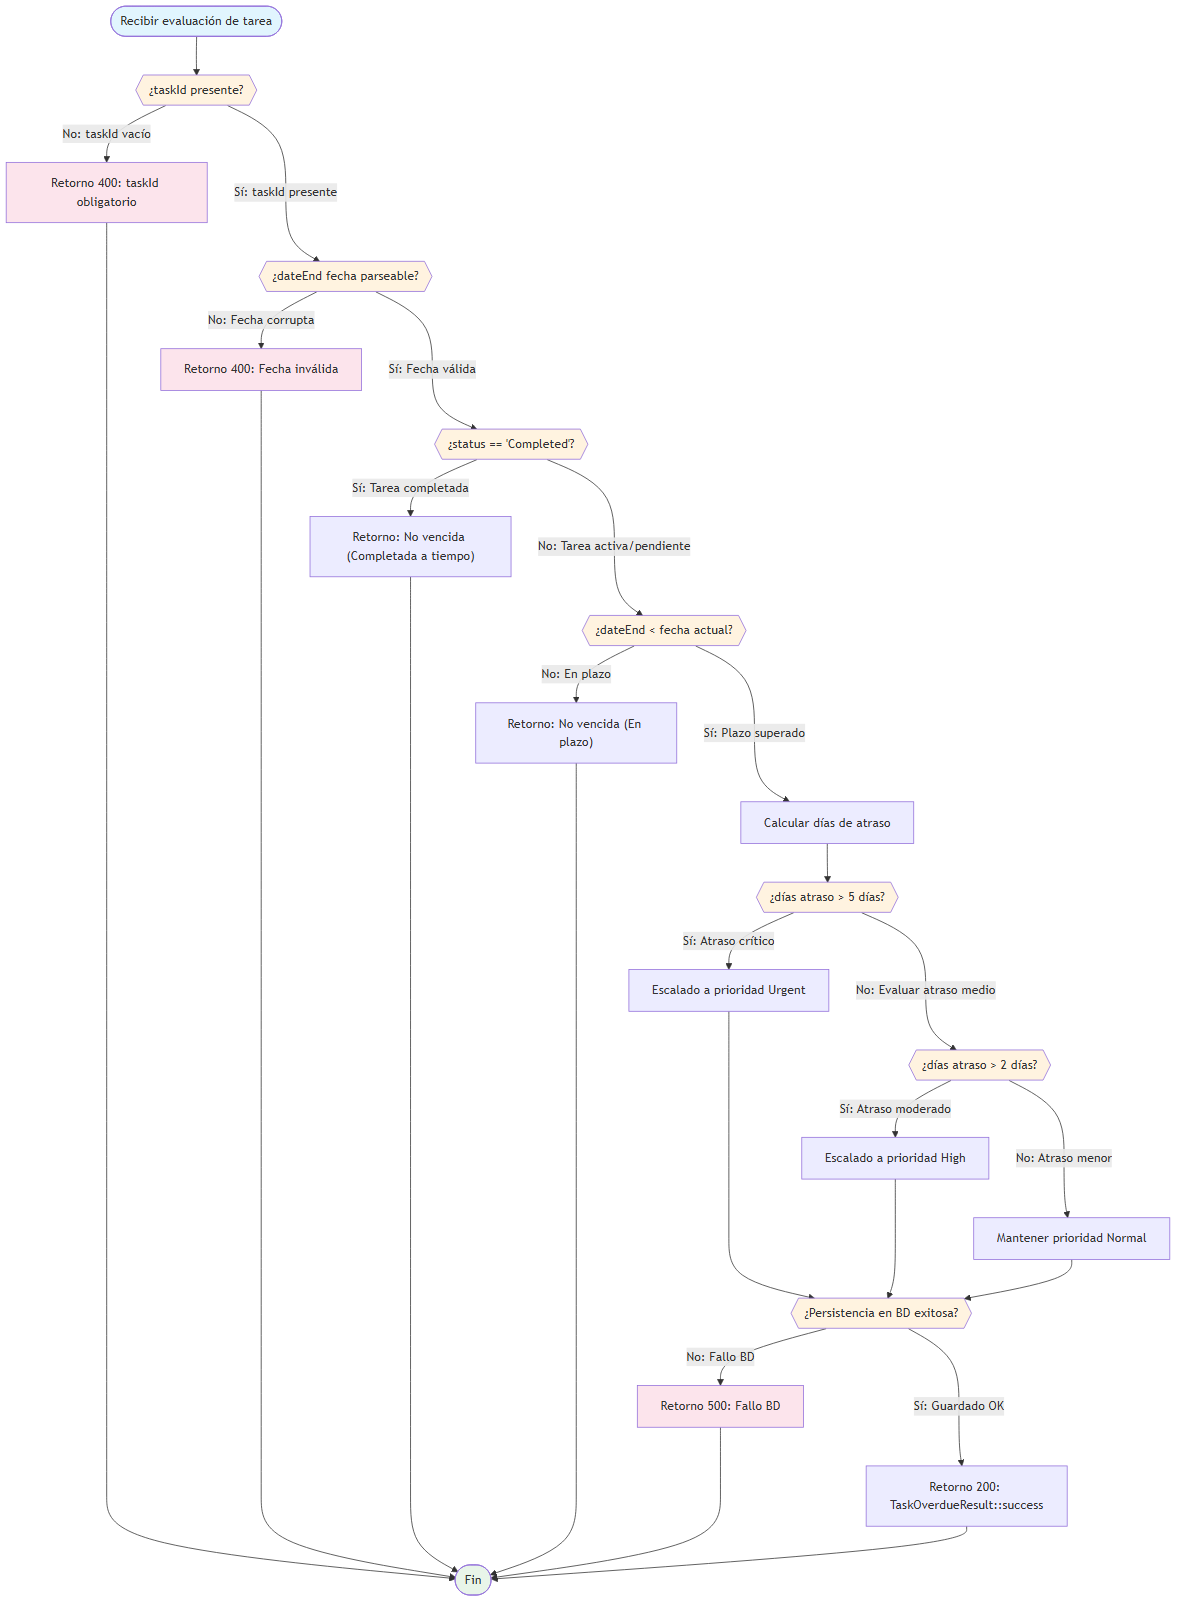 Recibir evaluación de tarea
¿taskId presente?
No: taskId vacío
Retorno 400: taskId
obligatorio
Sí: taskId presente
¿dateEnd fecha parseable?
No: Fecha corrupta
Retorno 400: Fecha inválida
Sí: Fecha válida
¿status == 'Completed'?
Sí: Tarea completada
Retorno: No vencida
(Completada a tiempo)
No: Tarea activa/pendiente
¿dateEnd < fecha actual?
No: En plazo
Retorno: No vencida (En
plazo)
Sí: Plazo superado
Calcular días de atraso
¿días atraso > 5 días?
Sí: Atraso crítico
Escalado a prioridad Urgent
No: Evaluar atraso medio
¿días atraso > 2 días?
Sí: Atraso moderado
Escalado a prioridad High
No: Atraso menor
Mantener prioridad Normal
¿Persistencia en BD exitosa?
No: Fallo BD
Retorno 500: Fallo BD
Sí: Guardado OK
Retorno 200:
TaskOverdueResult::success
Fin